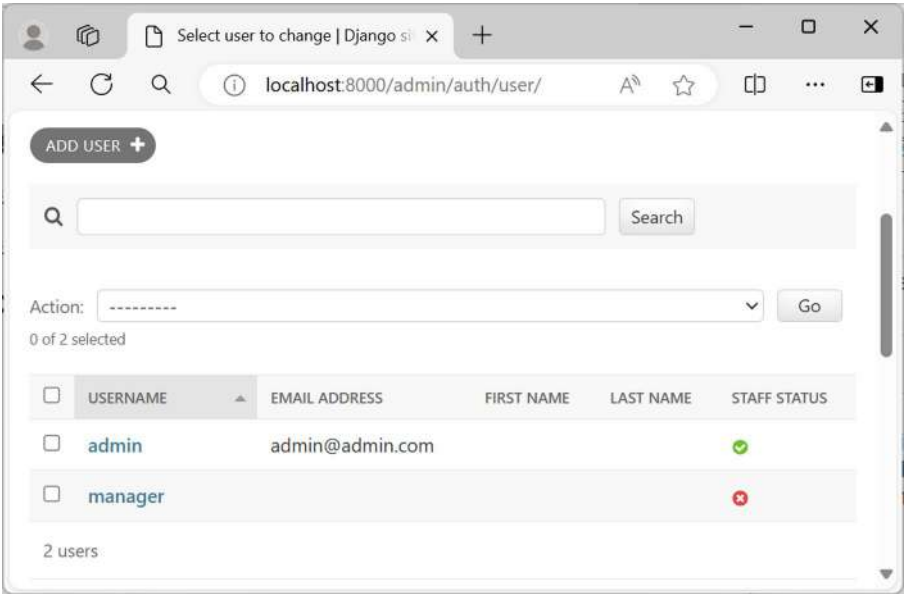 Select user to change | Django si
localhost:8000/admin/auth/user/
ADD USER
Search
Action: ---------
Go
0 of 2 selected
USERNAME EMAIL ADDRESS FIRST NAME LAST NAME STAFF STATUS
admin admin@admin.com
manager
2 users